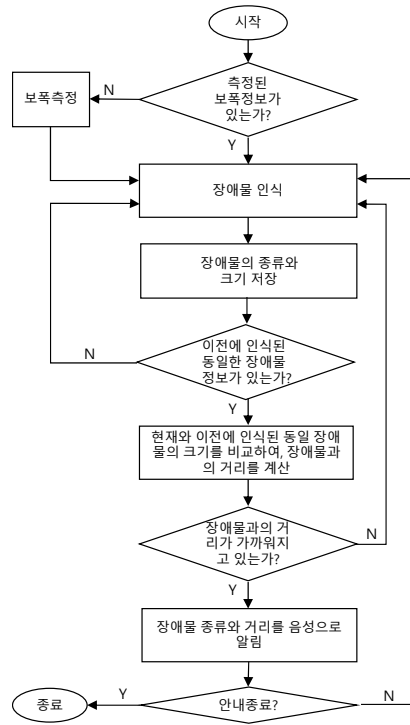 시작
측정된
보폭정보가
있는가?
N
보폭측정
Y
장애물 인식
장애물의 종류와
크기 저장
이전에 인식된
동일한 장애물
정보가 있는가?
N
Y
현재와 이전에 인식된 동일 장애
물의 크기를 비교하여, 장애물과
의 거리를 계산
장애물과의 거
리가 가까워지
고 있는가?
N
Y
장애물 종류와 거리를 음성으로
알림
안내종료?
Y
N
종료